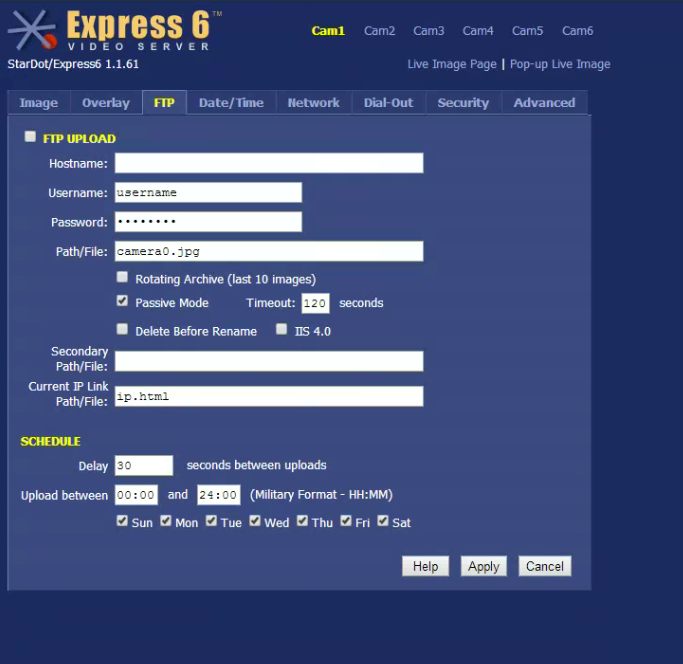 Express 6™
VIDEO SERVER
Cam1 Cam2 Cam3 Cam4 Cam5 Cam6
StarDot/Express6 1.1.61
Live Image Page | Pop-up Live Image
Image Overlay FTP Date/Time Network Dial-Out Security Advanced
FTP UPLOAD
Hostname:
Username: username
Password: ••••••••
Path/File: camera0.jpg
Rotating Archive (last 10 images)
Passive Mode Timeout: 120 seconds
Delete Before Rename IIS 4.0
Secondary
Path/File:
Current IP Link
Path/File: ip.html
SCHEDULE
Delay 30 seconds between uploads
Upload between 00:00 and 24:00 (Military Format - HH:MM)
Sun Mon Tue Wed Thu Fri Sat
Help Apply Cancel